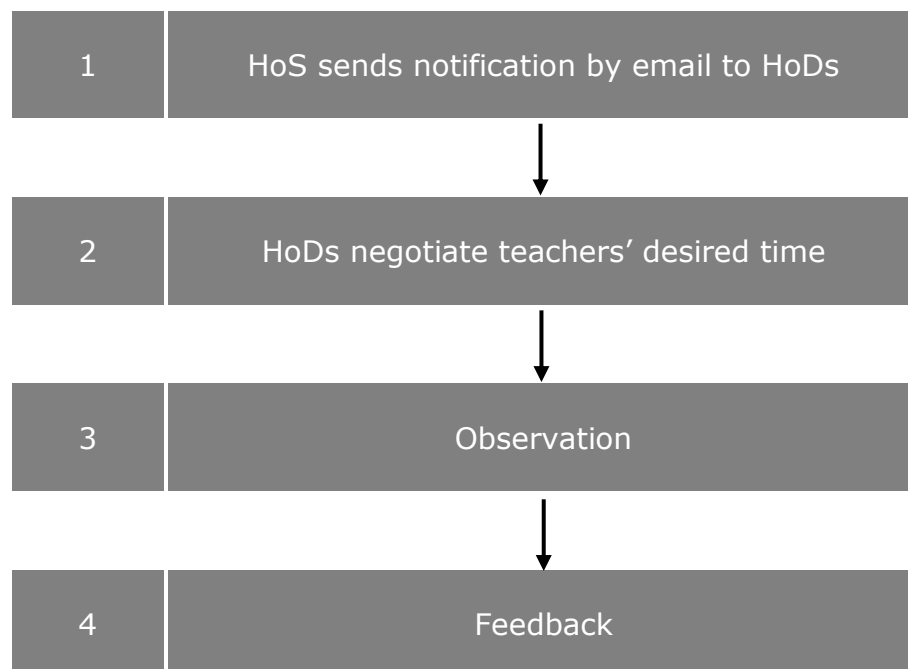 1 HoS sends notification by email to HoDs
2 HoDs negotiate teachers’ desired time
3 Observation
4 Feedback